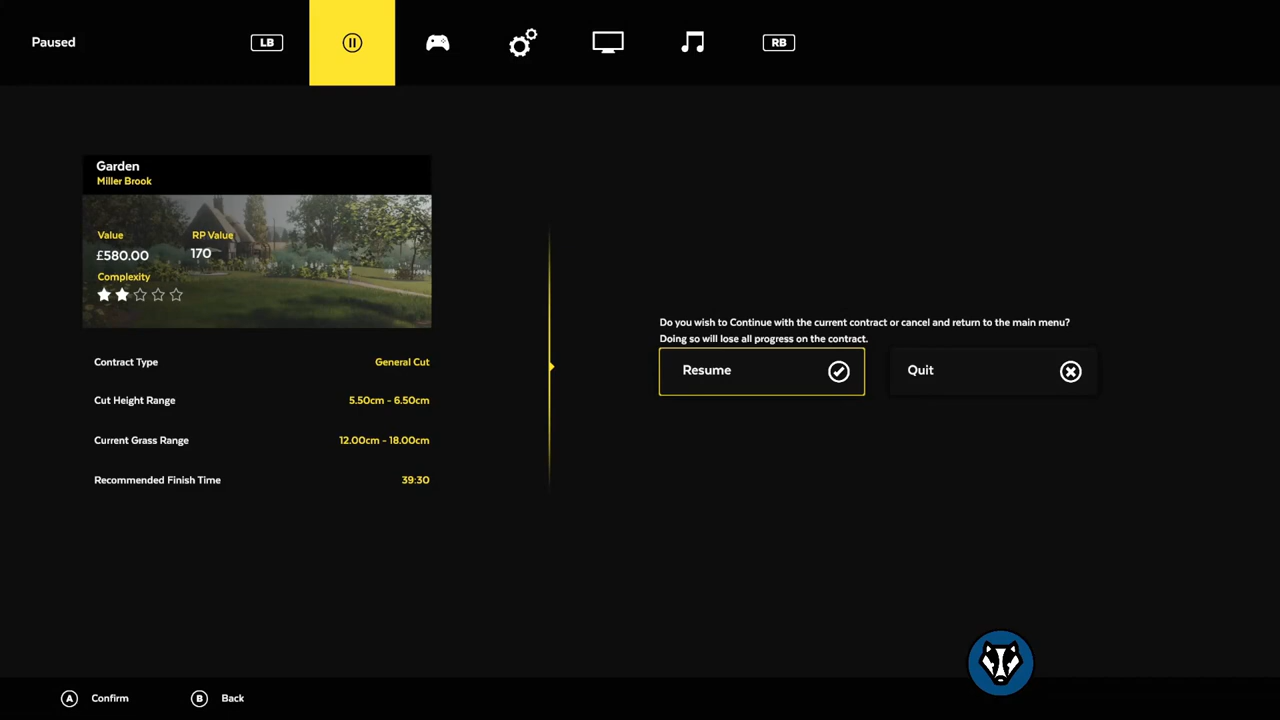 Paused
LB
RB
Garden
Miller Brook
Value
RP Value
£580.00
170
Complexity
Contract Type
General Cut
Cut Height Range
5.50cm - 6.50cm
Current Grass Range
12.00cm - 18.00cm
Recommended Finish Time
39:30
Do you wish to Continue with the current contract or cancel and return to the main menu?
Doing so will lose all progress on the contract.
Resume
Quit
A Confirm
B Back